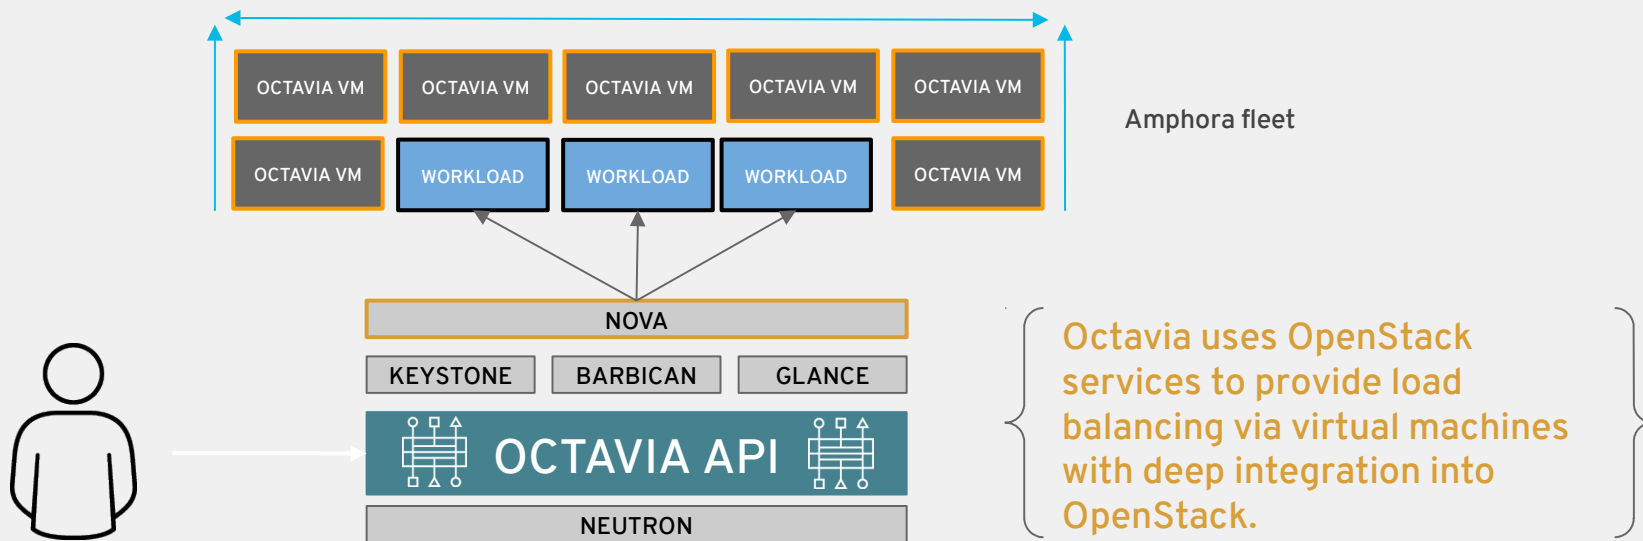 OCTAVIA VM OCTAVIA VM OCTAVIA VM OCTAVIA VM OCTAVIA VM
Amphora fleet
OCTAVIA VM WORKLOAD WORKLOAD WORKLOAD OCTAVIA VM
NOVA
KEYSTONE BARBICAN GLANCE
OCTAVIA API
NEUTRON
Octavia uses OpenStack
services to provide load
balancing via virtual machines
with deep integration into
OpenStack.